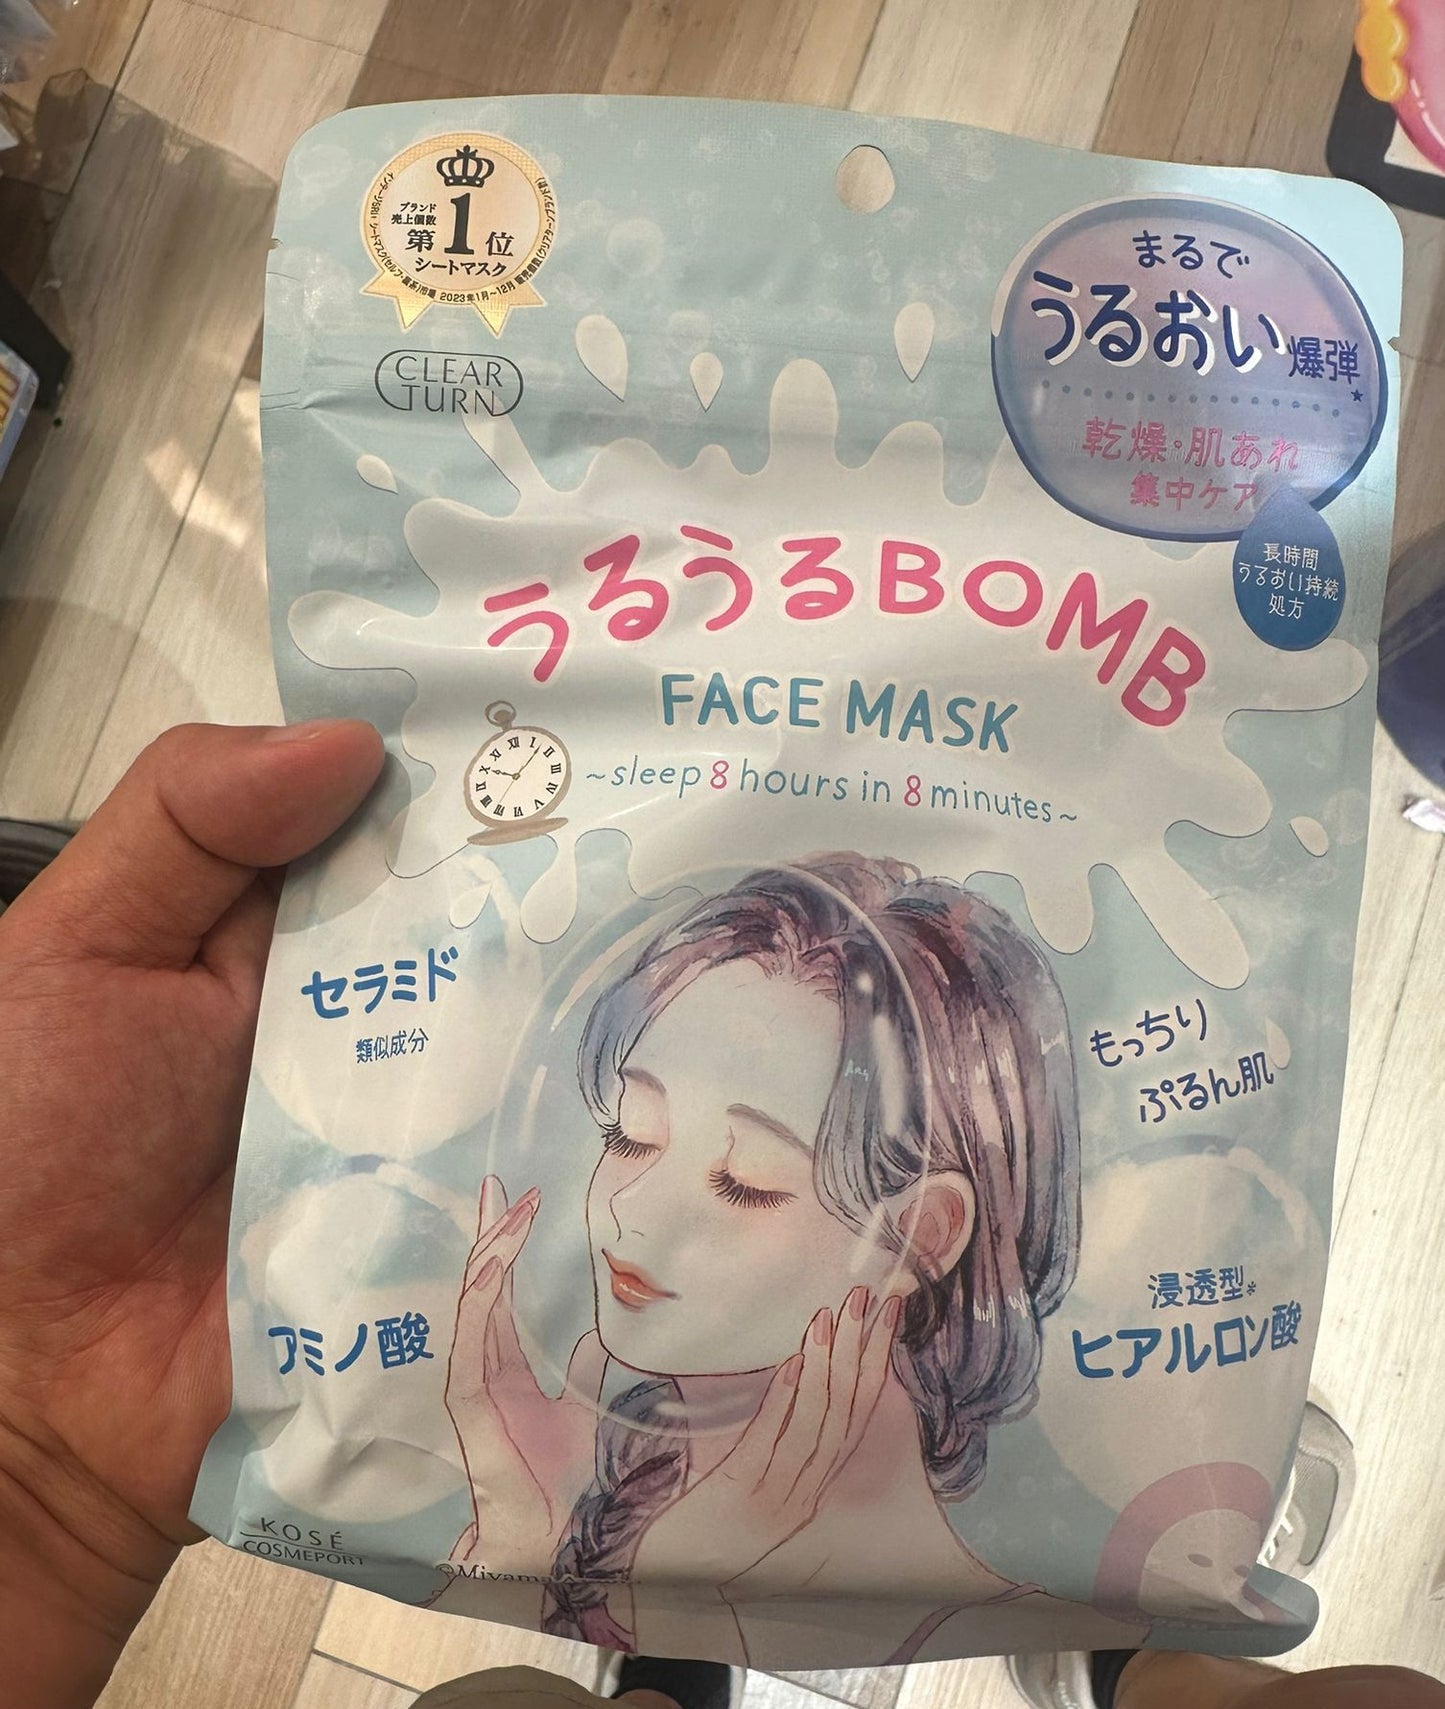 ブランド
売上個数
第1位
シートマスク
2023年1月~12月
CLEAR
TURN
まるで
うるおい爆弾★
乾燥・肌あれ
集中ケア
長時間
うるおい持続
処方
うるうるBOMB
FACE MASK
~sleep 8 hours in 8 minutes~
セラミド
類似成分
もっちり
ぷるん肌
アミノ酸
浸透型*
ヒアルロン酸
KOSÉ
COSMEPORT